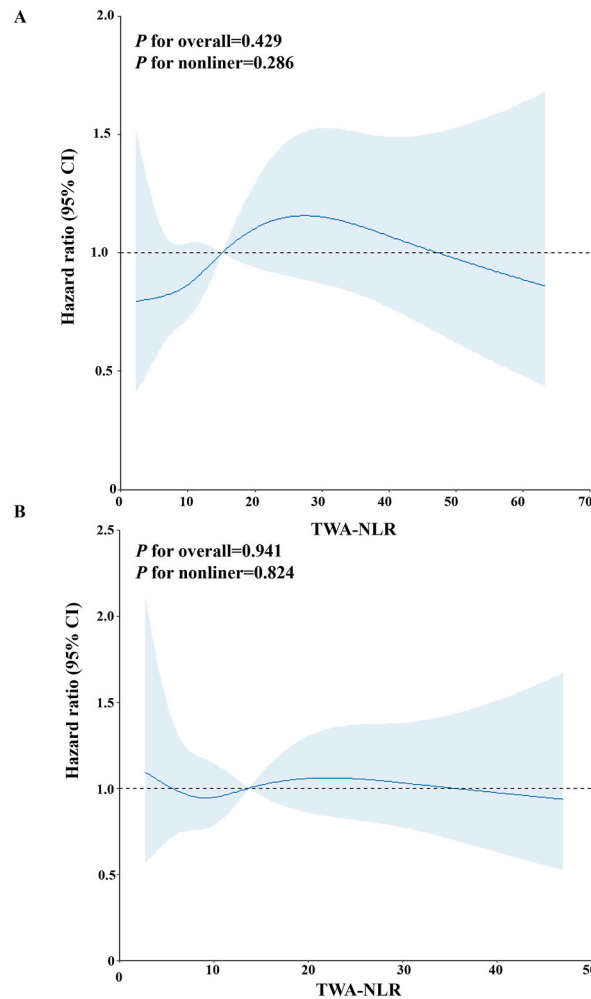 A
2.0
P for overall=0.429
P for nonliner=0.286
1.5
Hazard ratio (95% CI)
1.0
0.5
0
0 10 20 30 40 50 60 70
TWA-NLR
B
2.5
P for overall=0.941
P for nonliner=0.824
2.0
Hazard ratio (95% CI)
1.5
1.0
0.5
0
0 10 20 30 40 50
TWA-NLR